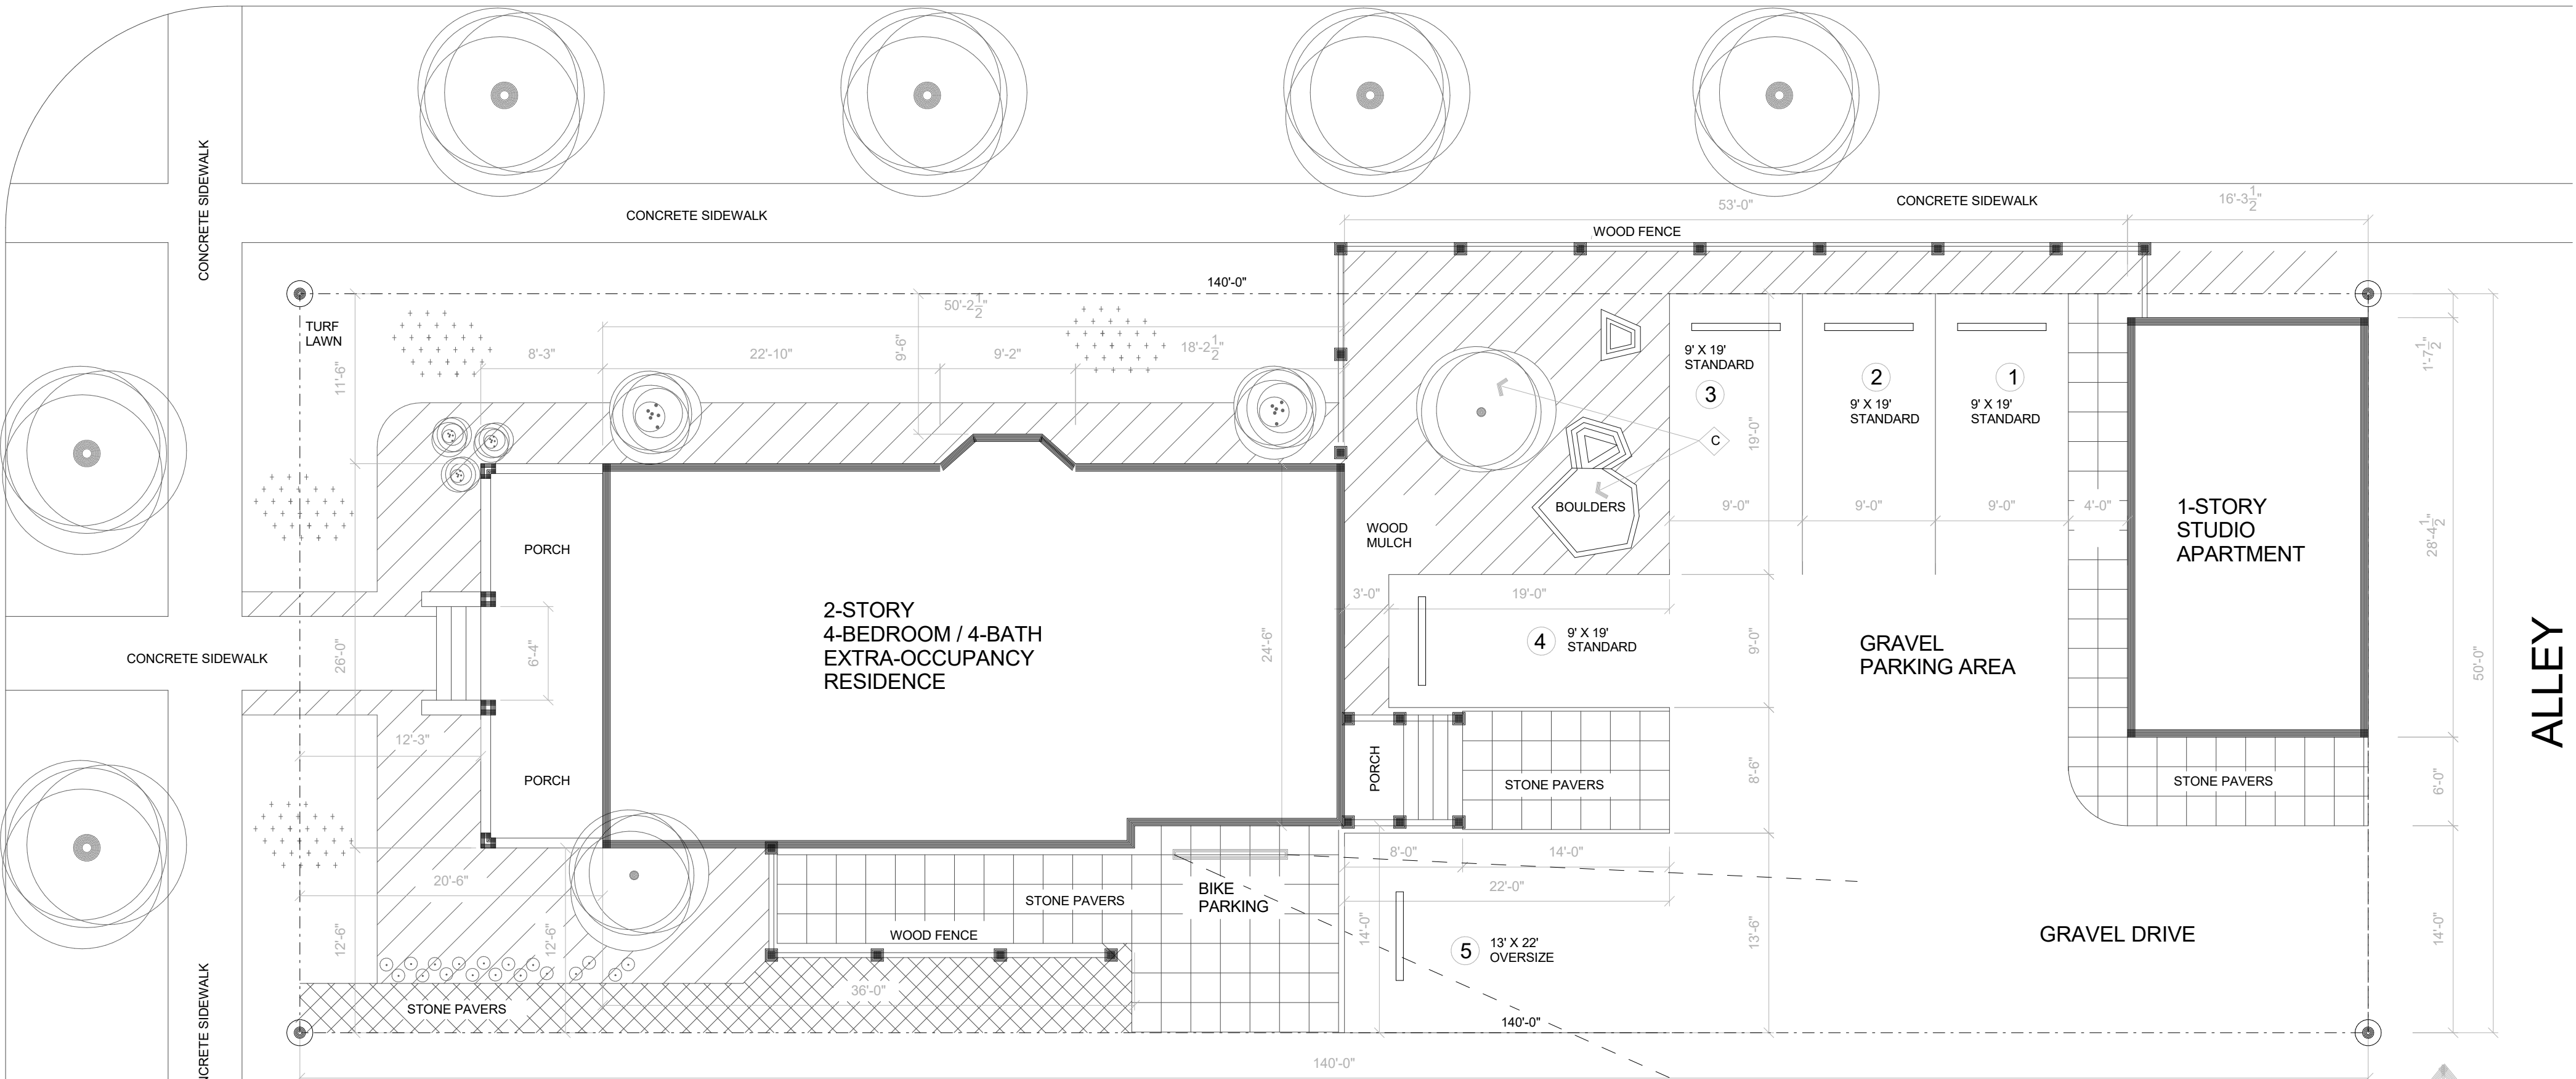 CONCRETE SIDEWALK
CONCRETE SIDEWALK
CONCRETE SIDEWALK
53'-0"
16'-3 1/2"
WOOD FENCE
140'-0"
50'-2 1/2"
TURF
LAWN
8'-3"
22'-10"
9'-6"
9'-2"
18'-2 1/2"
11'-6"
9' X 19'
STANDARD
3
2
9' X 19'
STANDARD
1
9' X 19'
STANDARD
1'-7 1/2"
19'-0"
C
BOULDERS
9'-0"
9'-0"
9'-0"
4'-0"
1-STORY
STUDIO
APARTMENT
28'-4 1/2"
WOOD
MULCH
PORCH
2-STORY
4-BEDROOM / 4-BATH
EXTRA-OCCUPANCY
RESIDENCE
3'-0"
19'-0"
4
9' X 19'
STANDARD
9'-0"
GRAVEL
PARKING AREA
CONCRETE SIDEWALK
26'-0"
6'-4"
24'-6"
50'-0"
ALLEY
12'-3"
PORCH
PORCH
STONE PAVERS
8'-6"
STONE PAVERS
6'-0"
20'-6"
8'-0"
14'-0"
22'-0"
STONE PAVERS
BIKE
PARKING
WOOD FENCE
12'-6"
12'-6"
14'-0"
5
13' X 22'
OVERSIZE
13'-6"
GRAVEL DRIVE
14'-0"
36'-0"
STONE PAVERS
NCRETE SIDEWALK
140'-0"
140'-0"